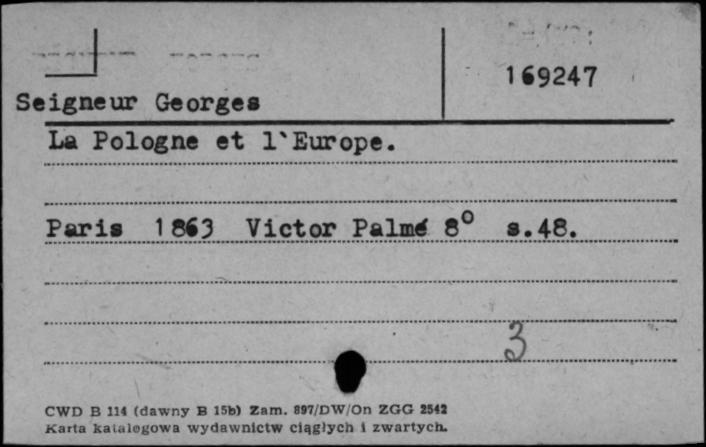 169247
Seigneur Georges
La Pologne et l`Europe.
Paris 1863 Victor Palmé 8° s.48.
3
CWD B 114 (dawny B 15b) Zam. 897/DW/On ZGG 2542
Karta katalogowa wydawnictw ciągłych i zwartych.